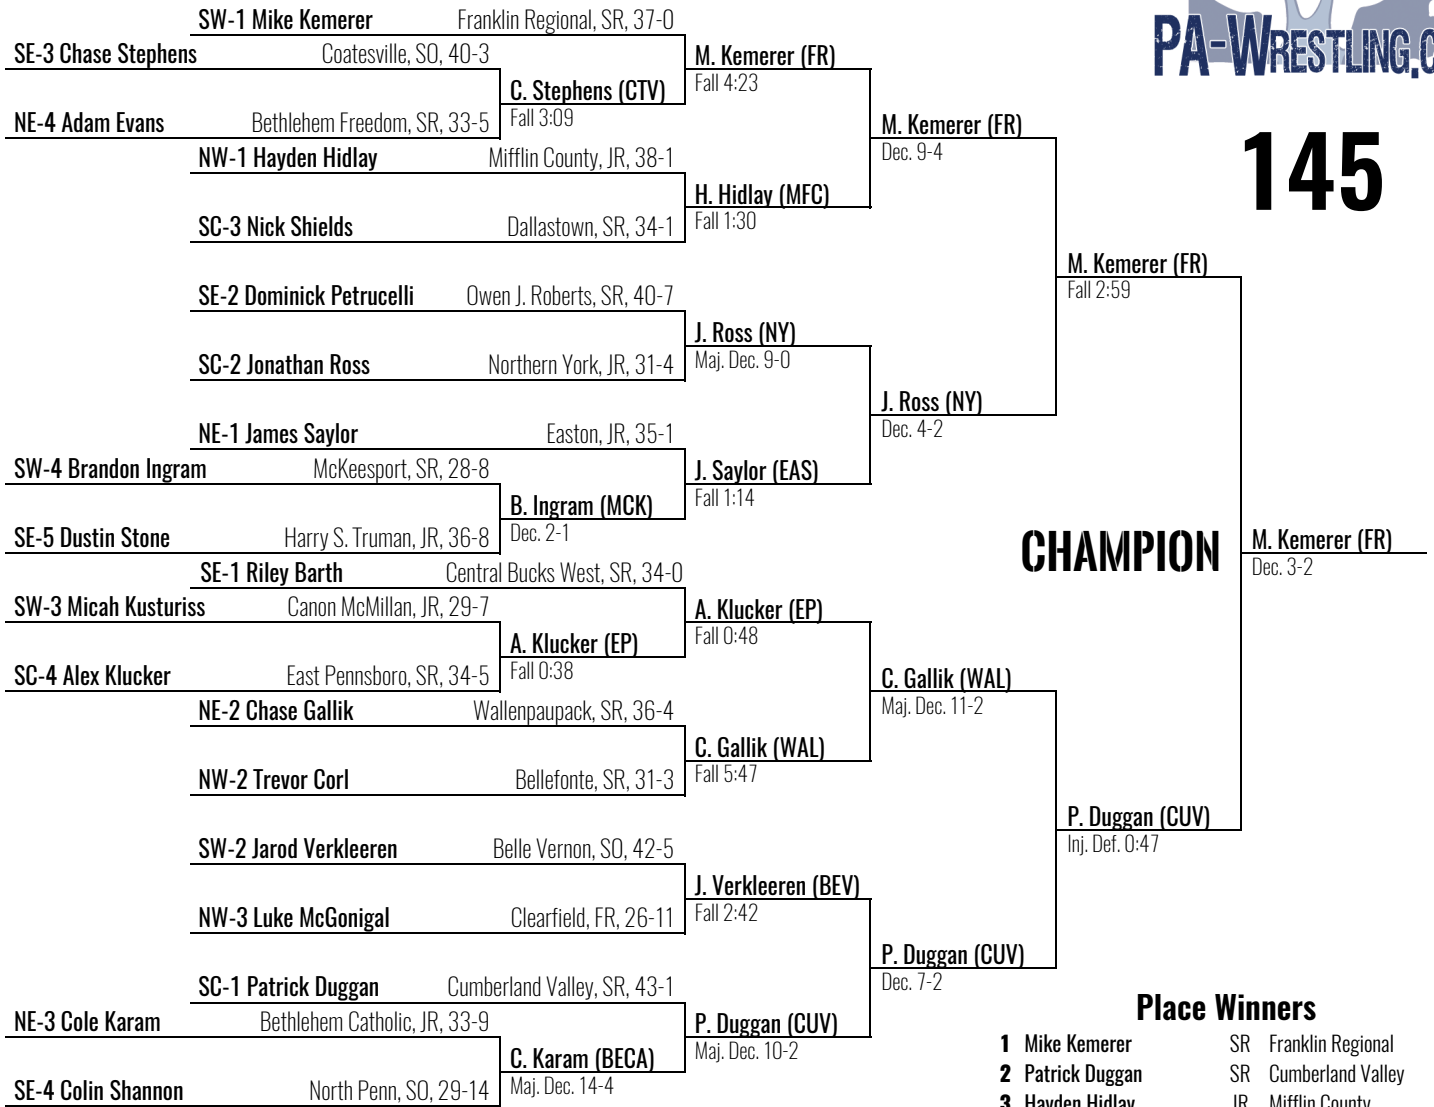 SW-1 Mike Kemerer Franklin Regional, SR, 37-0
SE-3 Chase Stephens Coatesville, SO, 40-3
C. Stephens (CTV)
Fall 3:09
NE-4 Adam Evans Bethlehem Freedom, SR, 33-5
M. Kemerer (FR)
Fall 4:23
NW-1 Hayden Hidlay Mifflin County, JR, 38-1
H. Hidlay (MFC)
Fall 1:30
SC-3 Nick Shields Dallastown, SR, 34-1
M. Kemerer (FR)
Dec. 9-4
SE-2 Dominick Petrucelli Owen J. Roberts, SR, 40-7
J. Ross (NY)
Maj. Dec. 9-0
SC-2 Jonathan Ross Northern York, JR, 31-4
M. Kemerer (FR)
Fall 2:59
J. Ross (NY)
Dec. 4-2
NE-1 James Saylor Easton, JR, 35-1
SW-4 Brandon Ingram McKeesport, SR, 28-8
J. Saylor (EAS)
Fall 1:14
B. Ingram (MCK)
Dec. 2-1
SE-5 Dustin Stone Harry S. Truman, JR, 36-8
CHAMPION
M. Kemerer (FR)
Dec. 3-2
SE-1 Riley Barth Central Bucks West, SR, 34-0
SW-3 Micah Kusturiss Canon McMillan, JR, 29-7
A. Klucker (EP)
Fall 0:48
A. Klucker (EP)
Fall 0:38
SC-4 Alex Klucker East Pennsboro, SR, 34-5
C. Gallik (WAL)
Maj. Dec. 11-2
NE-2 Chase Gallik Wallenpaupack, SR, 36-4
C. Gallik (WAL)
Fall 5:47
NW-2 Trevor Corl Bellefonte, SR, 31-3
P. Duggan (CUV)
Inj. Def. 0:47
SW-2 Jarod Verkleeren Belle Vernon, SO, 42-5
J. Verkleeren (BEV)
Fall 2:42
NW-3 Luke McGonigal Clearfield, FR, 26-11
P. Duggan (CUV)
Dec. 7-2
SC-1 Patrick Duggan Cumberland Valley, SR, 43-1
NE-3 Cole Karam Bethlehem Catholic, JR, 33-9
P. Duggan (CUV)
Maj. Dec. 10-2
C. Karam (BECA)
Maj. Dec. 14-4
SE-4 Colin Shannon North Penn, SO, 29-14
PA-WRESTLING.C
145
Place Winners
1 Mike Kemerer SR Franklin Regional
2 Patrick Duggan SR Cumberland Valley
3 Hayden Hidlay JR Mifflin County